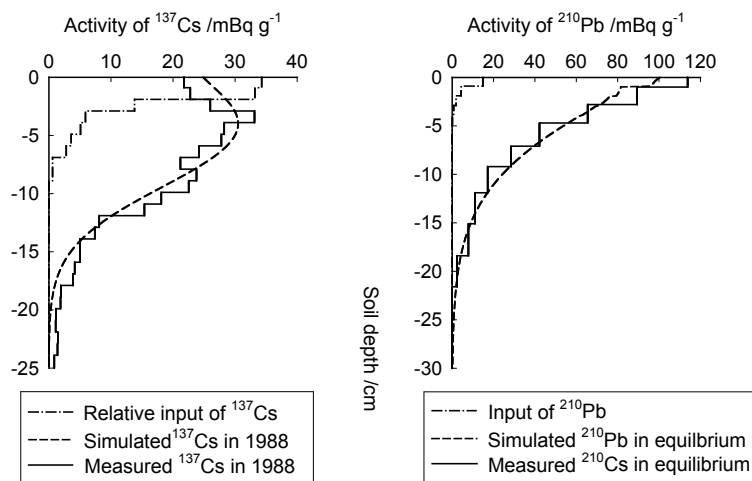 Activity of ¹³⁷Cs /mBq g⁻¹
0 10 20 30 40
0
-5
-10
-15
-20
-25
Relative input of ¹³⁷Cs
Simulated¹³⁷Cs in 1988
Measured ¹³⁷Cs in 1988
Soil depth /cm
Activity of ²¹⁰Pb /mBq g⁻¹
0 20 40 60 80 100 120
0
-5
-10
-15
-20
-25
-30
Input of ²¹⁰Pb
Simulated ²¹⁰Pb in equilbrium
Measured ²¹⁰Cs in equilibrium